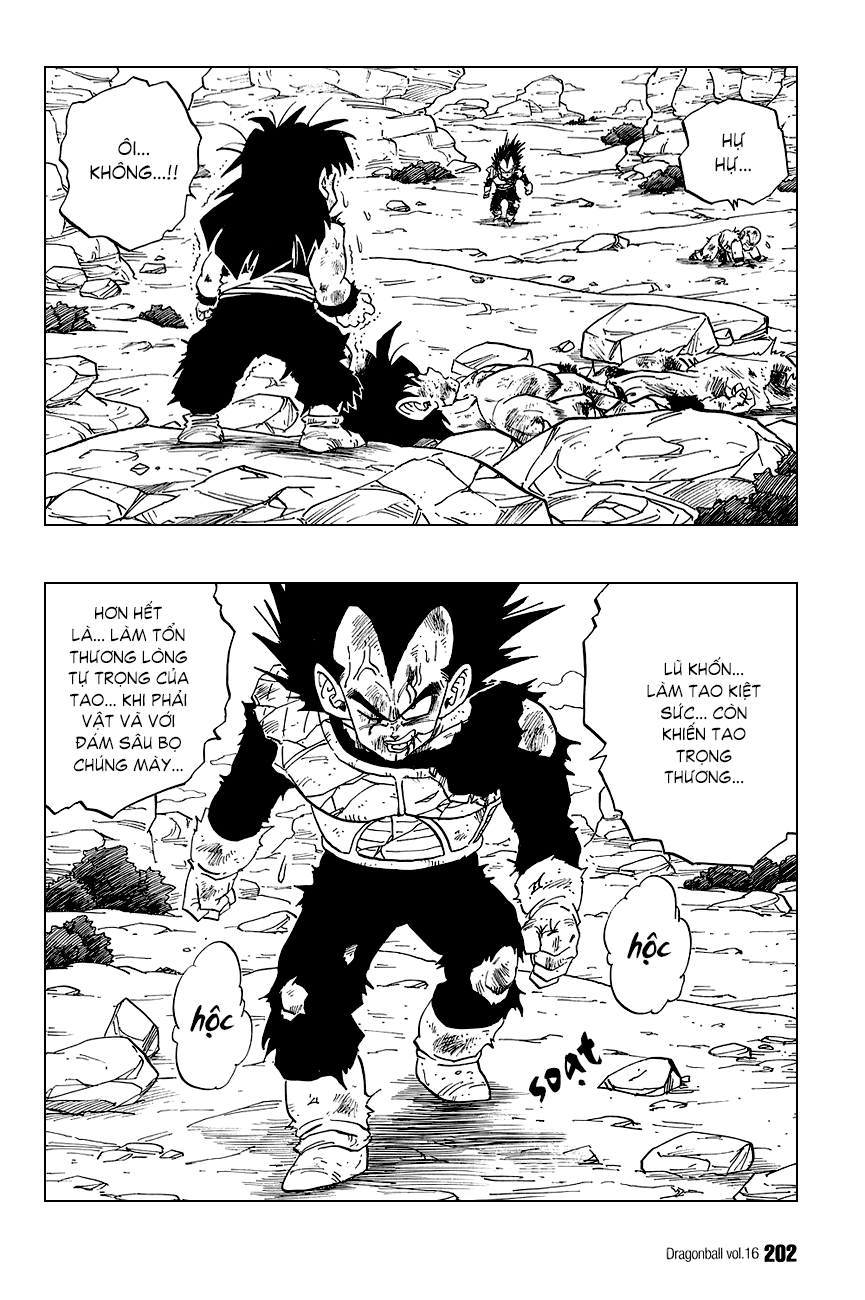 HỰ
HỰ...
ÔI...
KHÔNG...!!
LŨ KHỐN...
LÀM TAO KIỆT
SỨC... CÒN
KHIẾN TAO
TRỌNG
THƯƠNG...
HƠN HẾT
LÀ... LÀM TỔN
THƯƠNG LÒNG
TỰ TRỌNG CỦA
TAO... KHI PHẢI
VẬT VÃ VỚI
ĐÁM SÂU BỌ
CHÚNG MÀY...
HỘC
HỘC
SOẠT
Dragonball vol.16 202